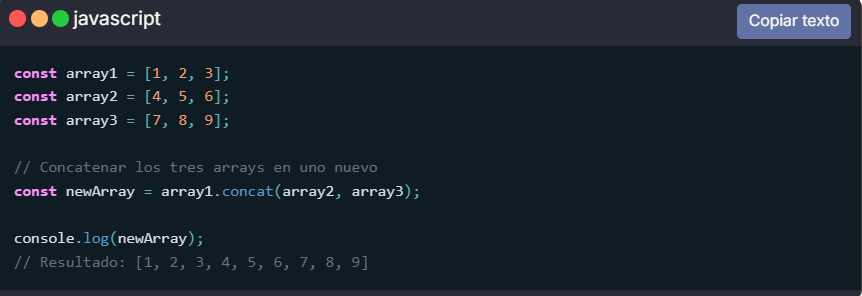 javascript
Copiar texto
const array1 = [1, 2, 3];
const array2 = [4, 5, 6];
const array3 = [7, 8, 9];
// Concatenar los tres arrays en uno nuevo
const newArray = array1.concat(array2, array3);
console.log(newArray);
// Resultado: [1, 2, 3, 4, 5, 6, 7, 8, 9]